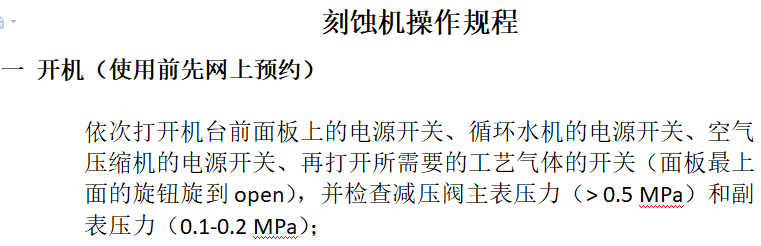 刻蚀机操作规程
一 开机（使用前先网上预约）
依次打开机台前面板上的电源开关、循环水机的电源开关、空气
压缩机的电源开关、再打开所需要的工艺气体的开关（面板最上
面的旋钮旋到 open），并检查减压阀主表压力（> 0.5 MPa）和副
表压力（0.1-0.2 MPa）；